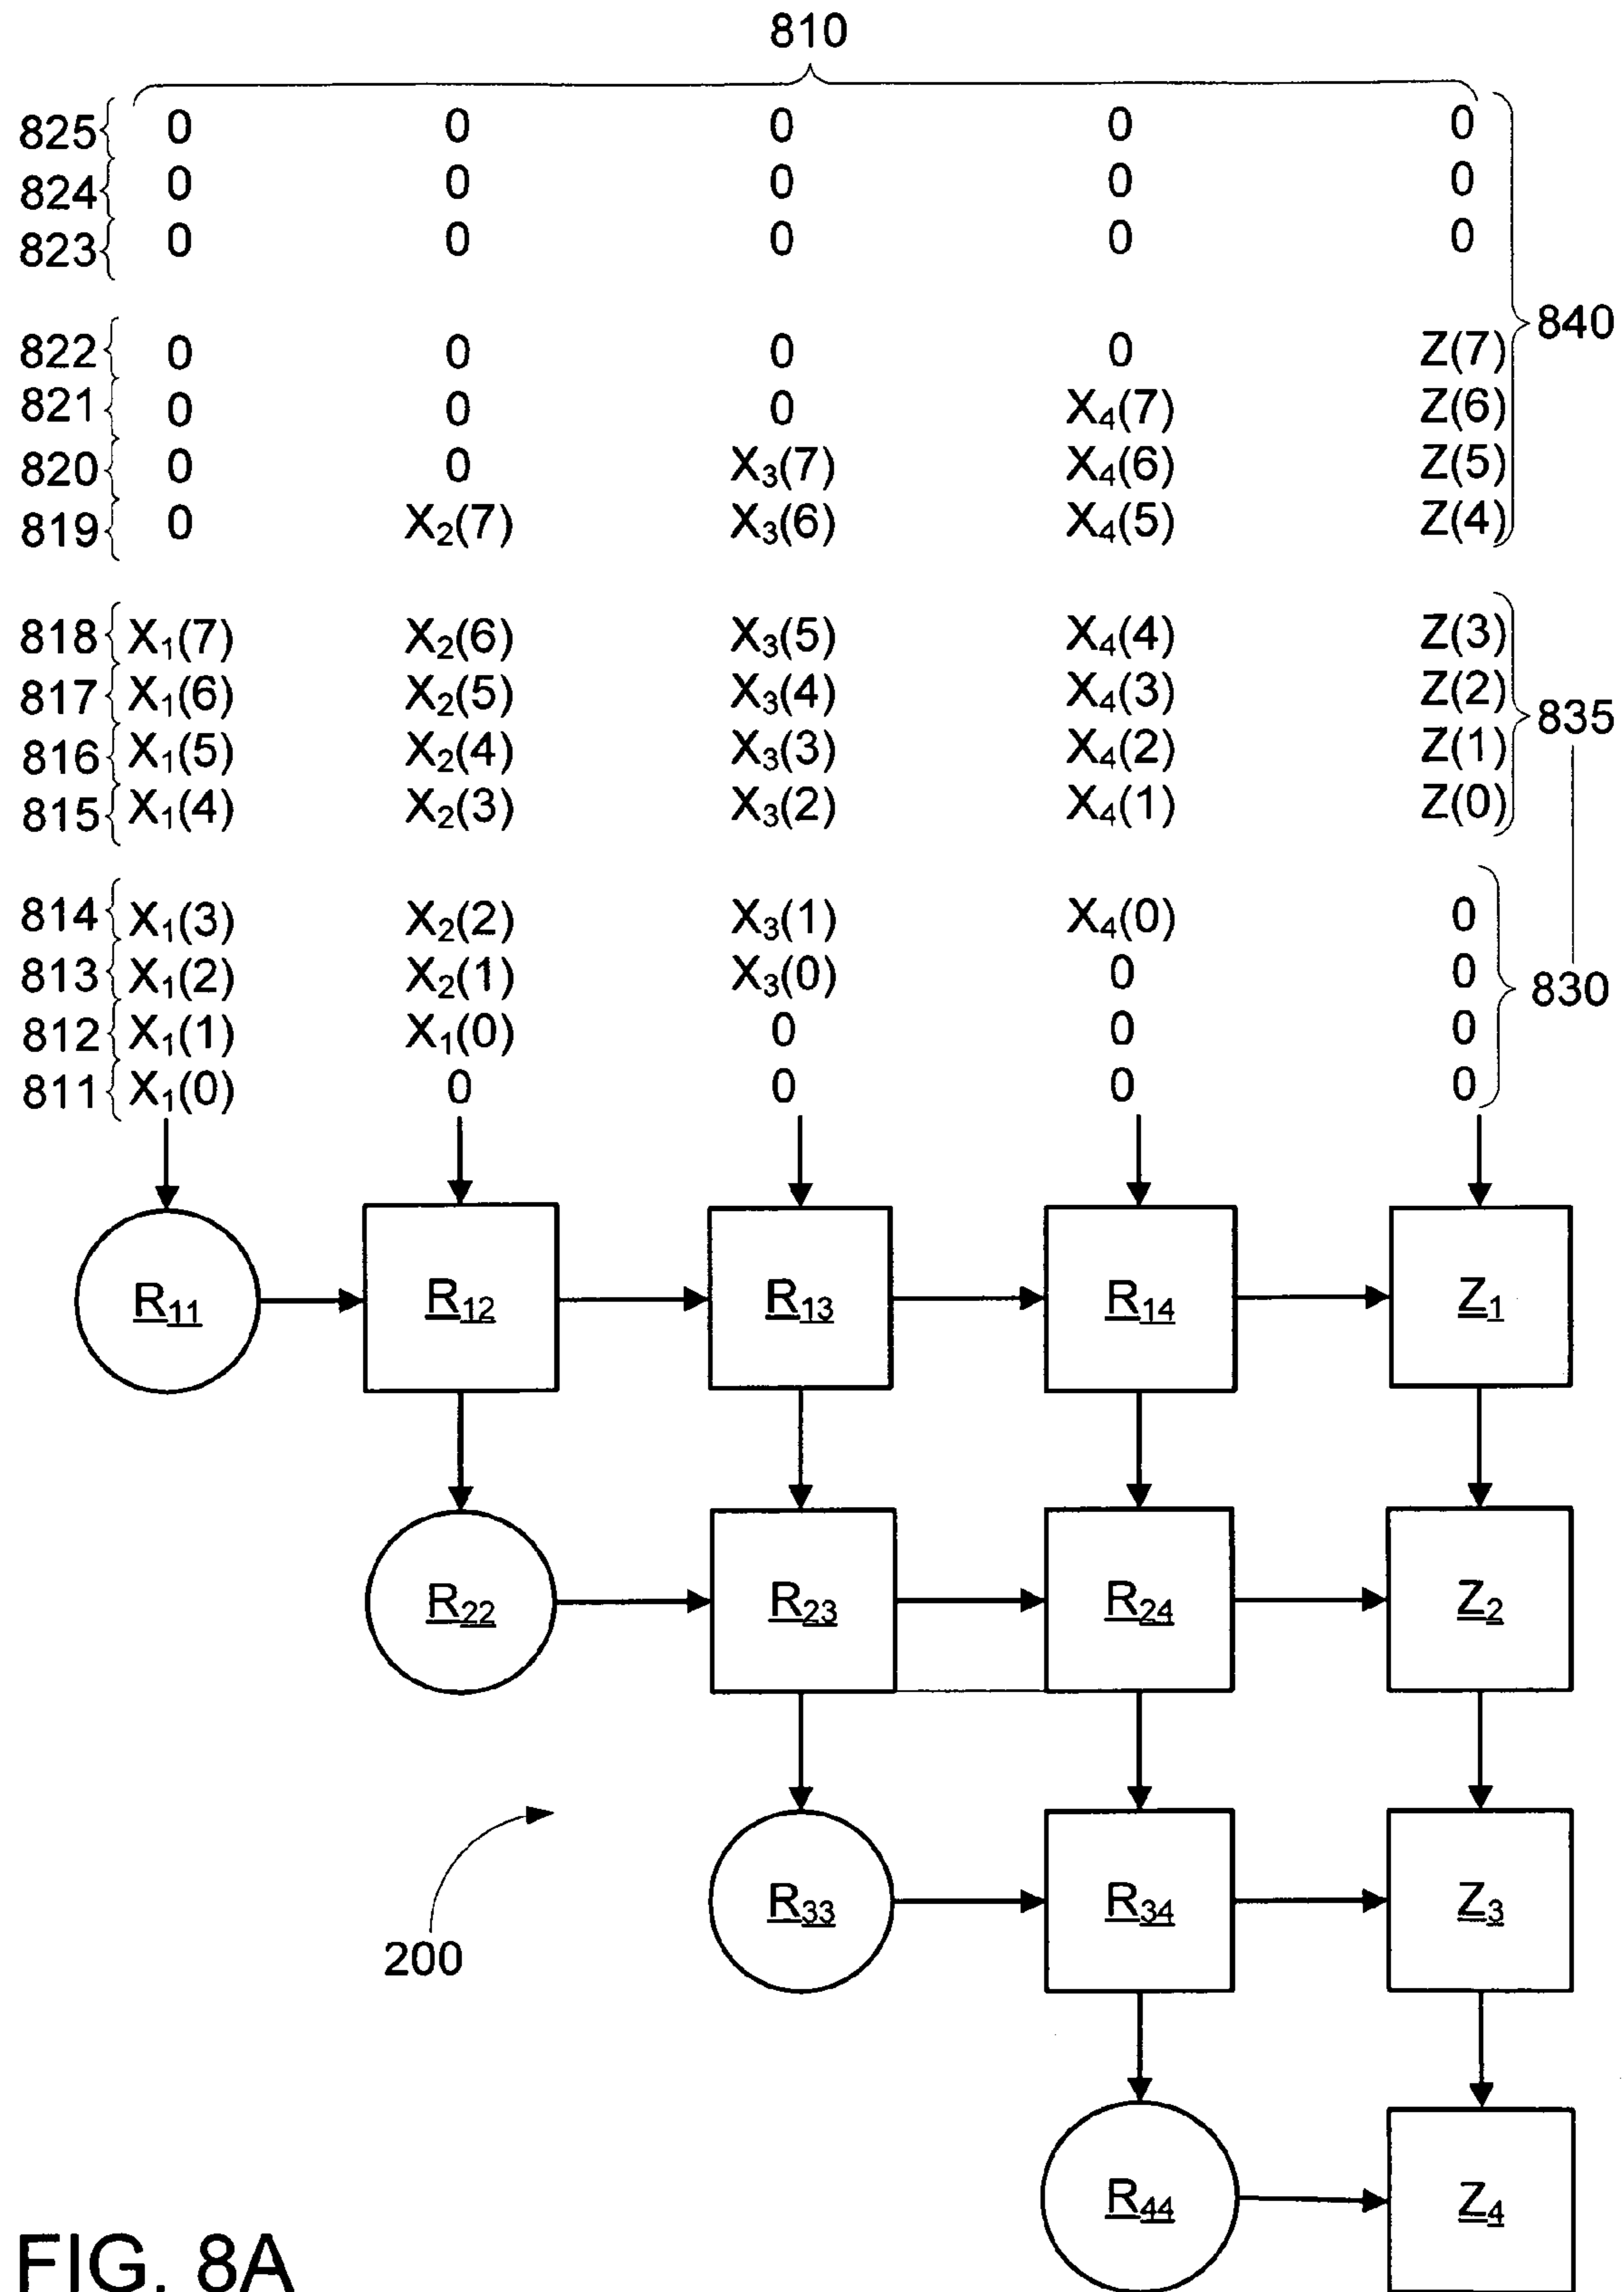 810
825 0 0 0 0 0
824 0 0 0 0 0
823 0 0 0 0 0
840
822 0 0 0 0 Z(7)
821 0 0 0 X₄(7) Z(6)
820 0 0 X₃(7) X₄(6) Z(5)
819 0 X₂(7) X₃(6) X₄(5) Z(4)
818 X₁(7) X₂(6) X₃(5) X₄(4) Z(3)
817 X₁(6) X₂(5) X₃(4) X₄(3) Z(2)
835
816 X₁(5) X₂(4) X₃(3) X₄(2) Z(1)
815 X₁(4) X₂(3) X₃(2) X₄(1) Z(0)
814 X₁(3) X₂(2) X₃(1) X₄(0) 0
813 X₁(2) X₂(1) X₃(0) 0 0
830
812 X₁(1) X₁(0) 0 0 0
811 X₁(0) 0 0 0 0
R₁₁ R₁₂ R₁₃ R₁₄ Z₁
R₂₂ R₂₃ R₂₄ Z₂
R₃₃ R₃₄ Z₃
200
R₄₄ Z₄
FIG. 8A